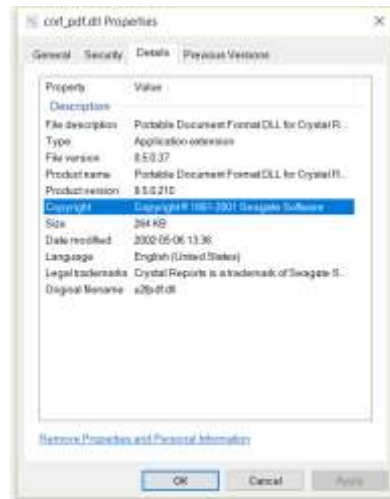 crxf_pdf.dll Properties
General Security Details Previous Versions
Property Value
Description
File description Portable Document Format DLL for Crystal R...
Type Application extension
File version 8.5.0.37
Product name Portable Document Format DLL for Crystal R...
Product version 8.5.0.210
Copyright Copyright © 1991-2001 Seagate Software
Size 264 KB
Date modified 2002-05-06 13:36
Language English (United States)
Legal trademarks Crystal Reports is a trademark of Seagate S...
Original filename u2fpdf.dll
Remove Properties and Personal Information
OK Cancel Apply